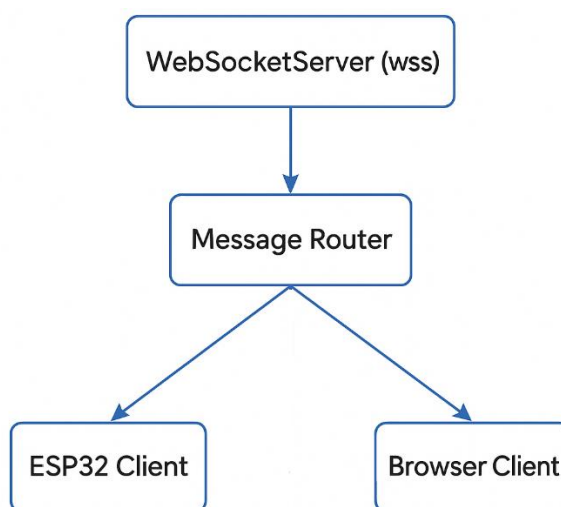 WebSocketServer (wss)
Message Router
ESP32 Client
Browser Client